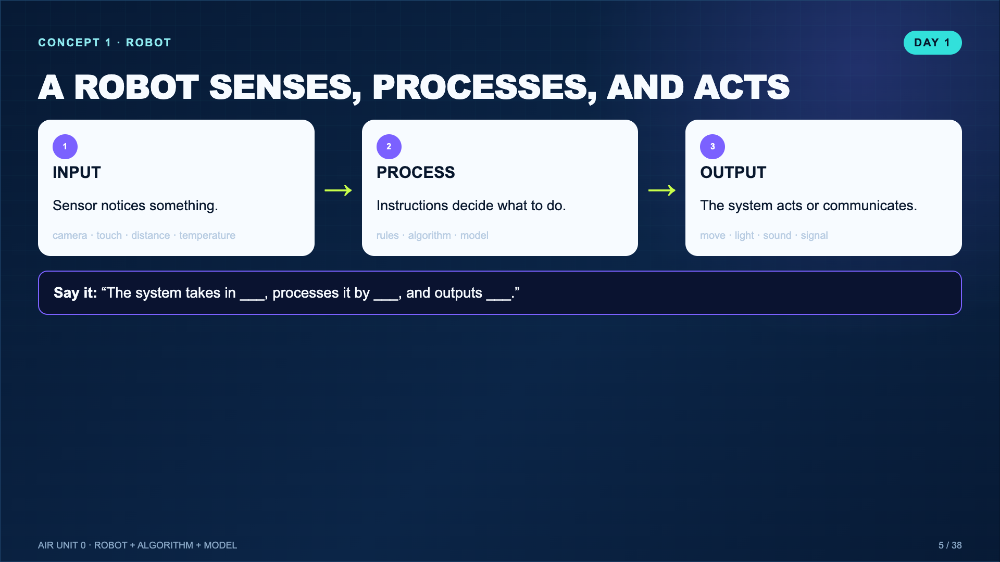 CONCEPT 1 · ROBOT
DAY 1
A ROBOT SENSES, PROCESSES, AND ACTS
1
INPUT
Sensor notices something.
camera · touch · distance · temperature
→
2
PROCESS
Instructions decide what to do.
rules · algorithm · model
→
3
OUTPUT
The system acts or communicates.
move · light · sound · signal
Say it: “The system takes in ___, processes it by ___, and outputs ___.”
AIR UNIT 0 · ROBOT + ALGORITHM + MODEL
5 / 38